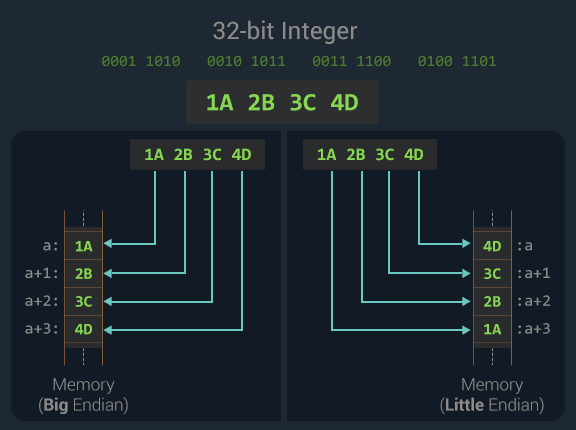 32-bit Integer
0001 1010 0010 1011 0011 1100 0100 1101
1A 2B 3C 4D
1A 2B 3C 4D
a: 1A
a+1: 2B
a+2: 3C
a+3: 4D
Memory
(Big Endian)
1A 2B 3C 4D
4D :a
3C :a+1
2B :a+2
1A :a+3
Memory
(Little Endian)